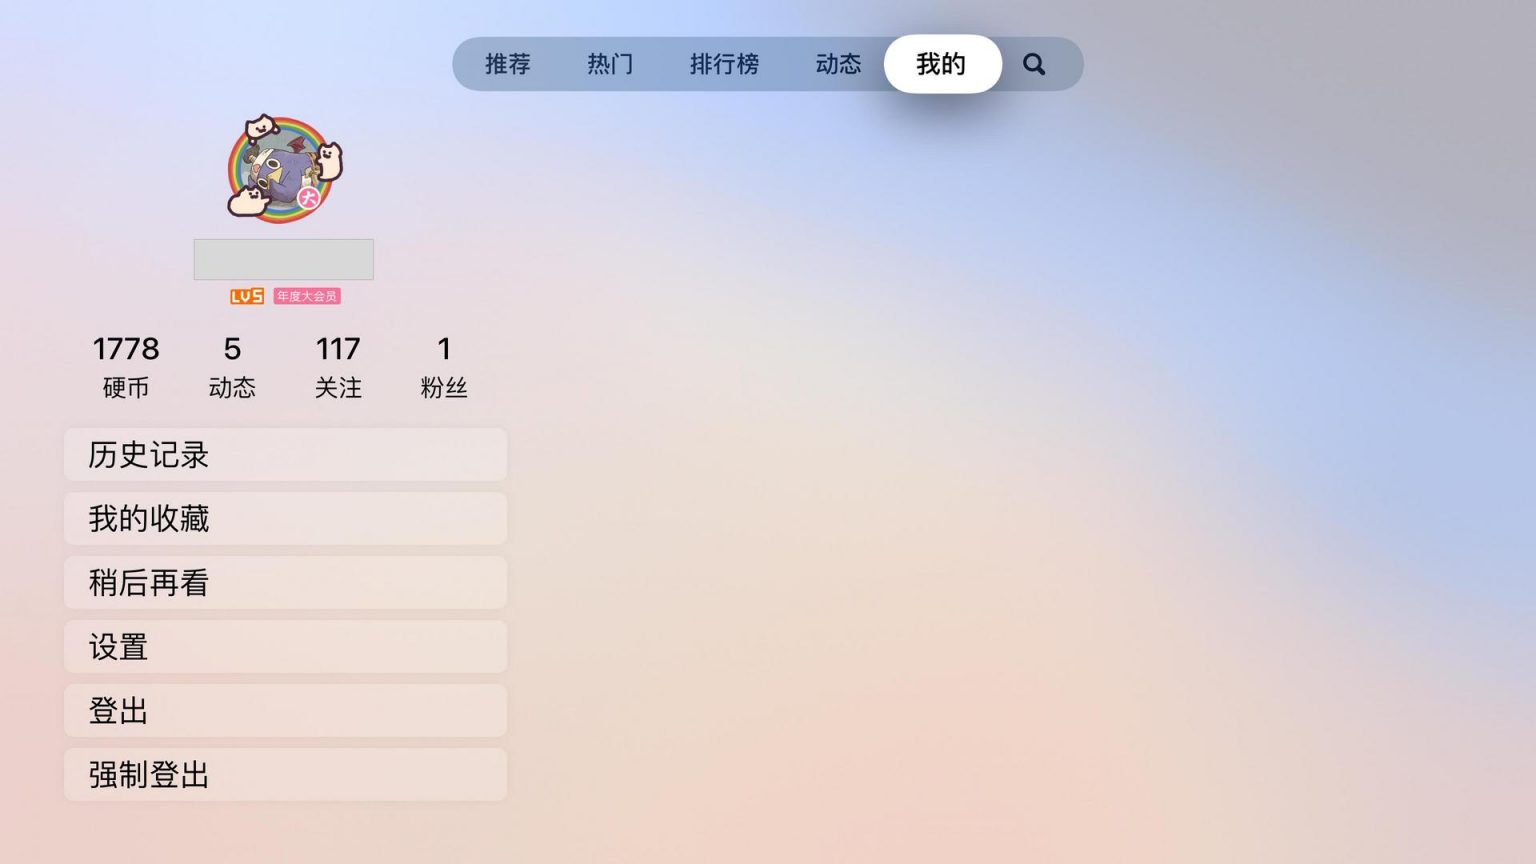 推荐 热门 排行榜 动态 我的
大
LV5 年度大会员
1778 5 117 1
硬币 动态 关注 粉丝
历史记录
我的收藏
稍后再看
设置
登出
强制登出